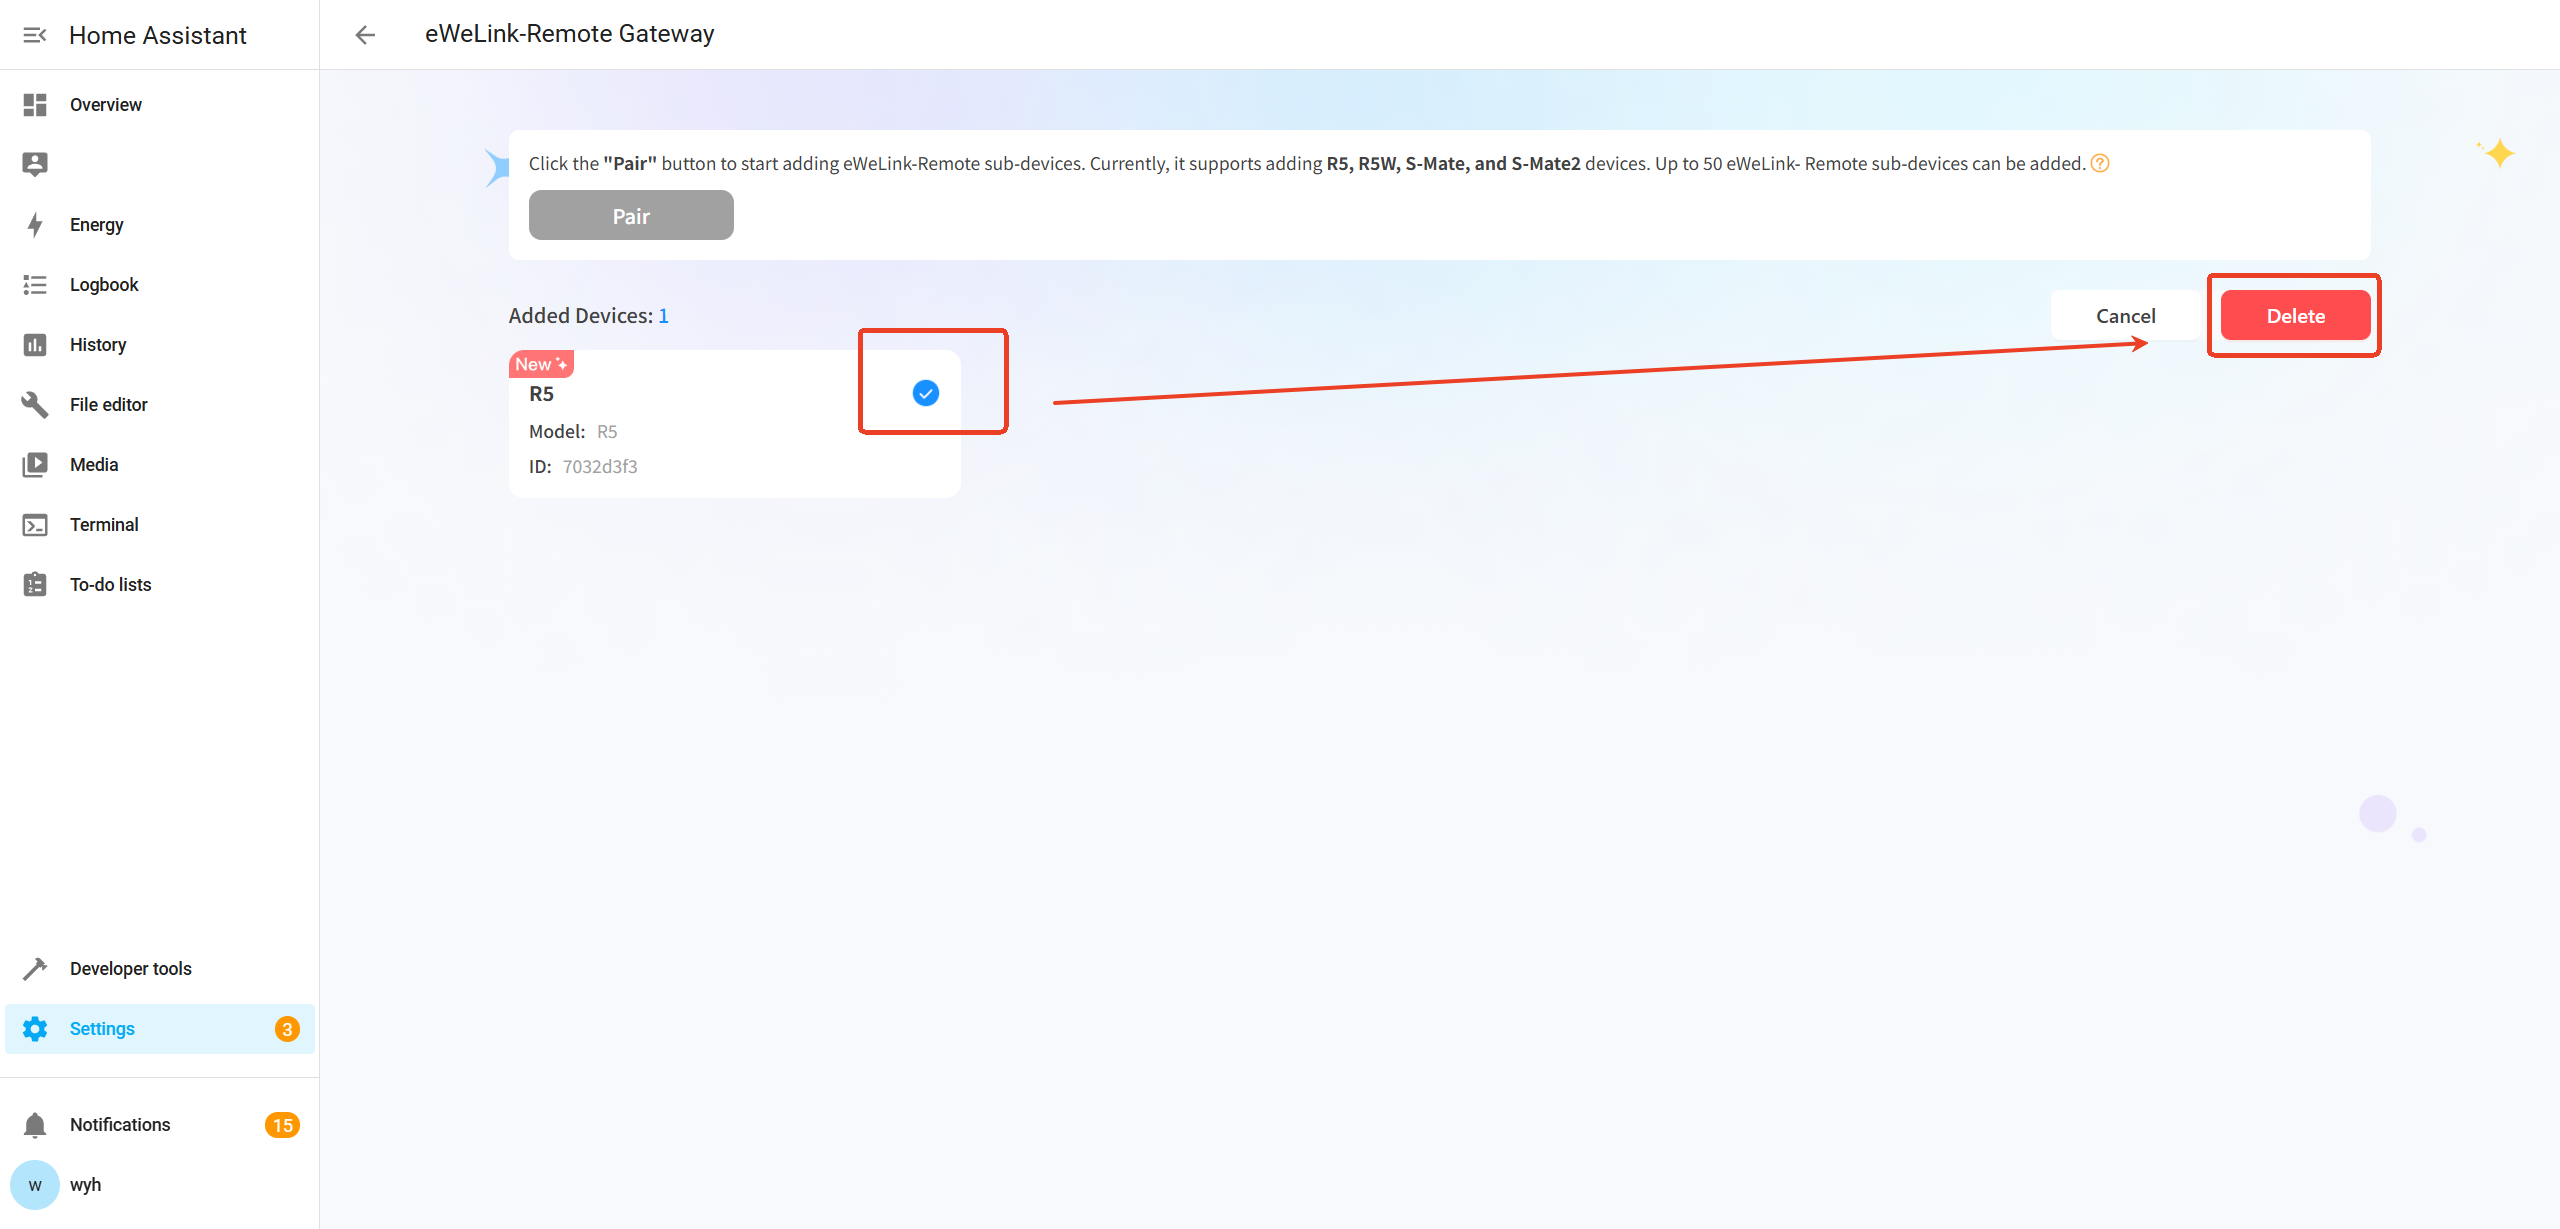 Home Assistant
eWeLink-Remote Gateway
Overview
Click the "Pair" button to start adding eWeLink-Remote sub-devices. Currently, it supports adding R5, R5W, S-Mate, and S-Mate2 devices. Up to 50 eWeLink- Remote sub-devices can be added. ?
Pair
Energy
Logbook
History
File editor
Media
Terminal
To-do lists
Added Devices: 1
Cancel
Delete
New
R5
Model: R5
ID: 7032d3f3
Developer tools
Settings 3
Notifications 15
w wyh